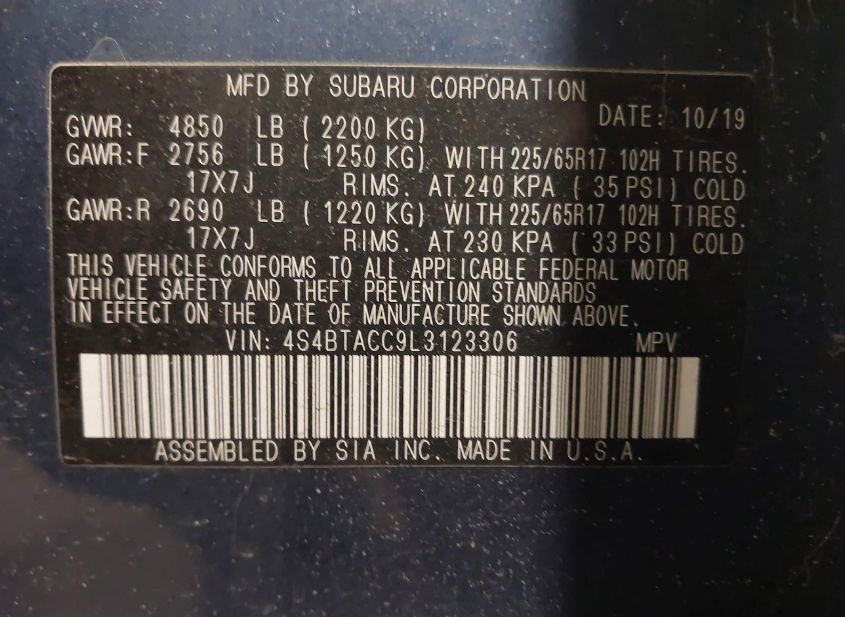 MFD BY SUBARU CORPORATION
DATE: 10/19
GVWR: 4850 LB ( 2200 KG)
GAWR:F 2756 LB ( 1250 KG) WITH 225/65R17 102H TIRES.
17X7J RIMS. AT 240 KPA ( 35 PSI) COLD
GAWR:R 2690 LB ( 1220 KG) WITH 225/65R17 102H TIRES.
17X7J RIMS. AT 230 KPA ( 33 PSI) COLD
THIS VEHICLE CONFORMS TO ALL APPLICABLE FEDERAL MOTOR
VEHICLE SAFETY AND THEFT PREVENTION STANDARDS
IN EFFECT ON THE DATE OF MANUFACTURE SHOWN ABOVE.
VIN: 4S4BTACC9L3123306 MPV
ASSEMBLED BY SIA INC. MADE IN U.S.A.